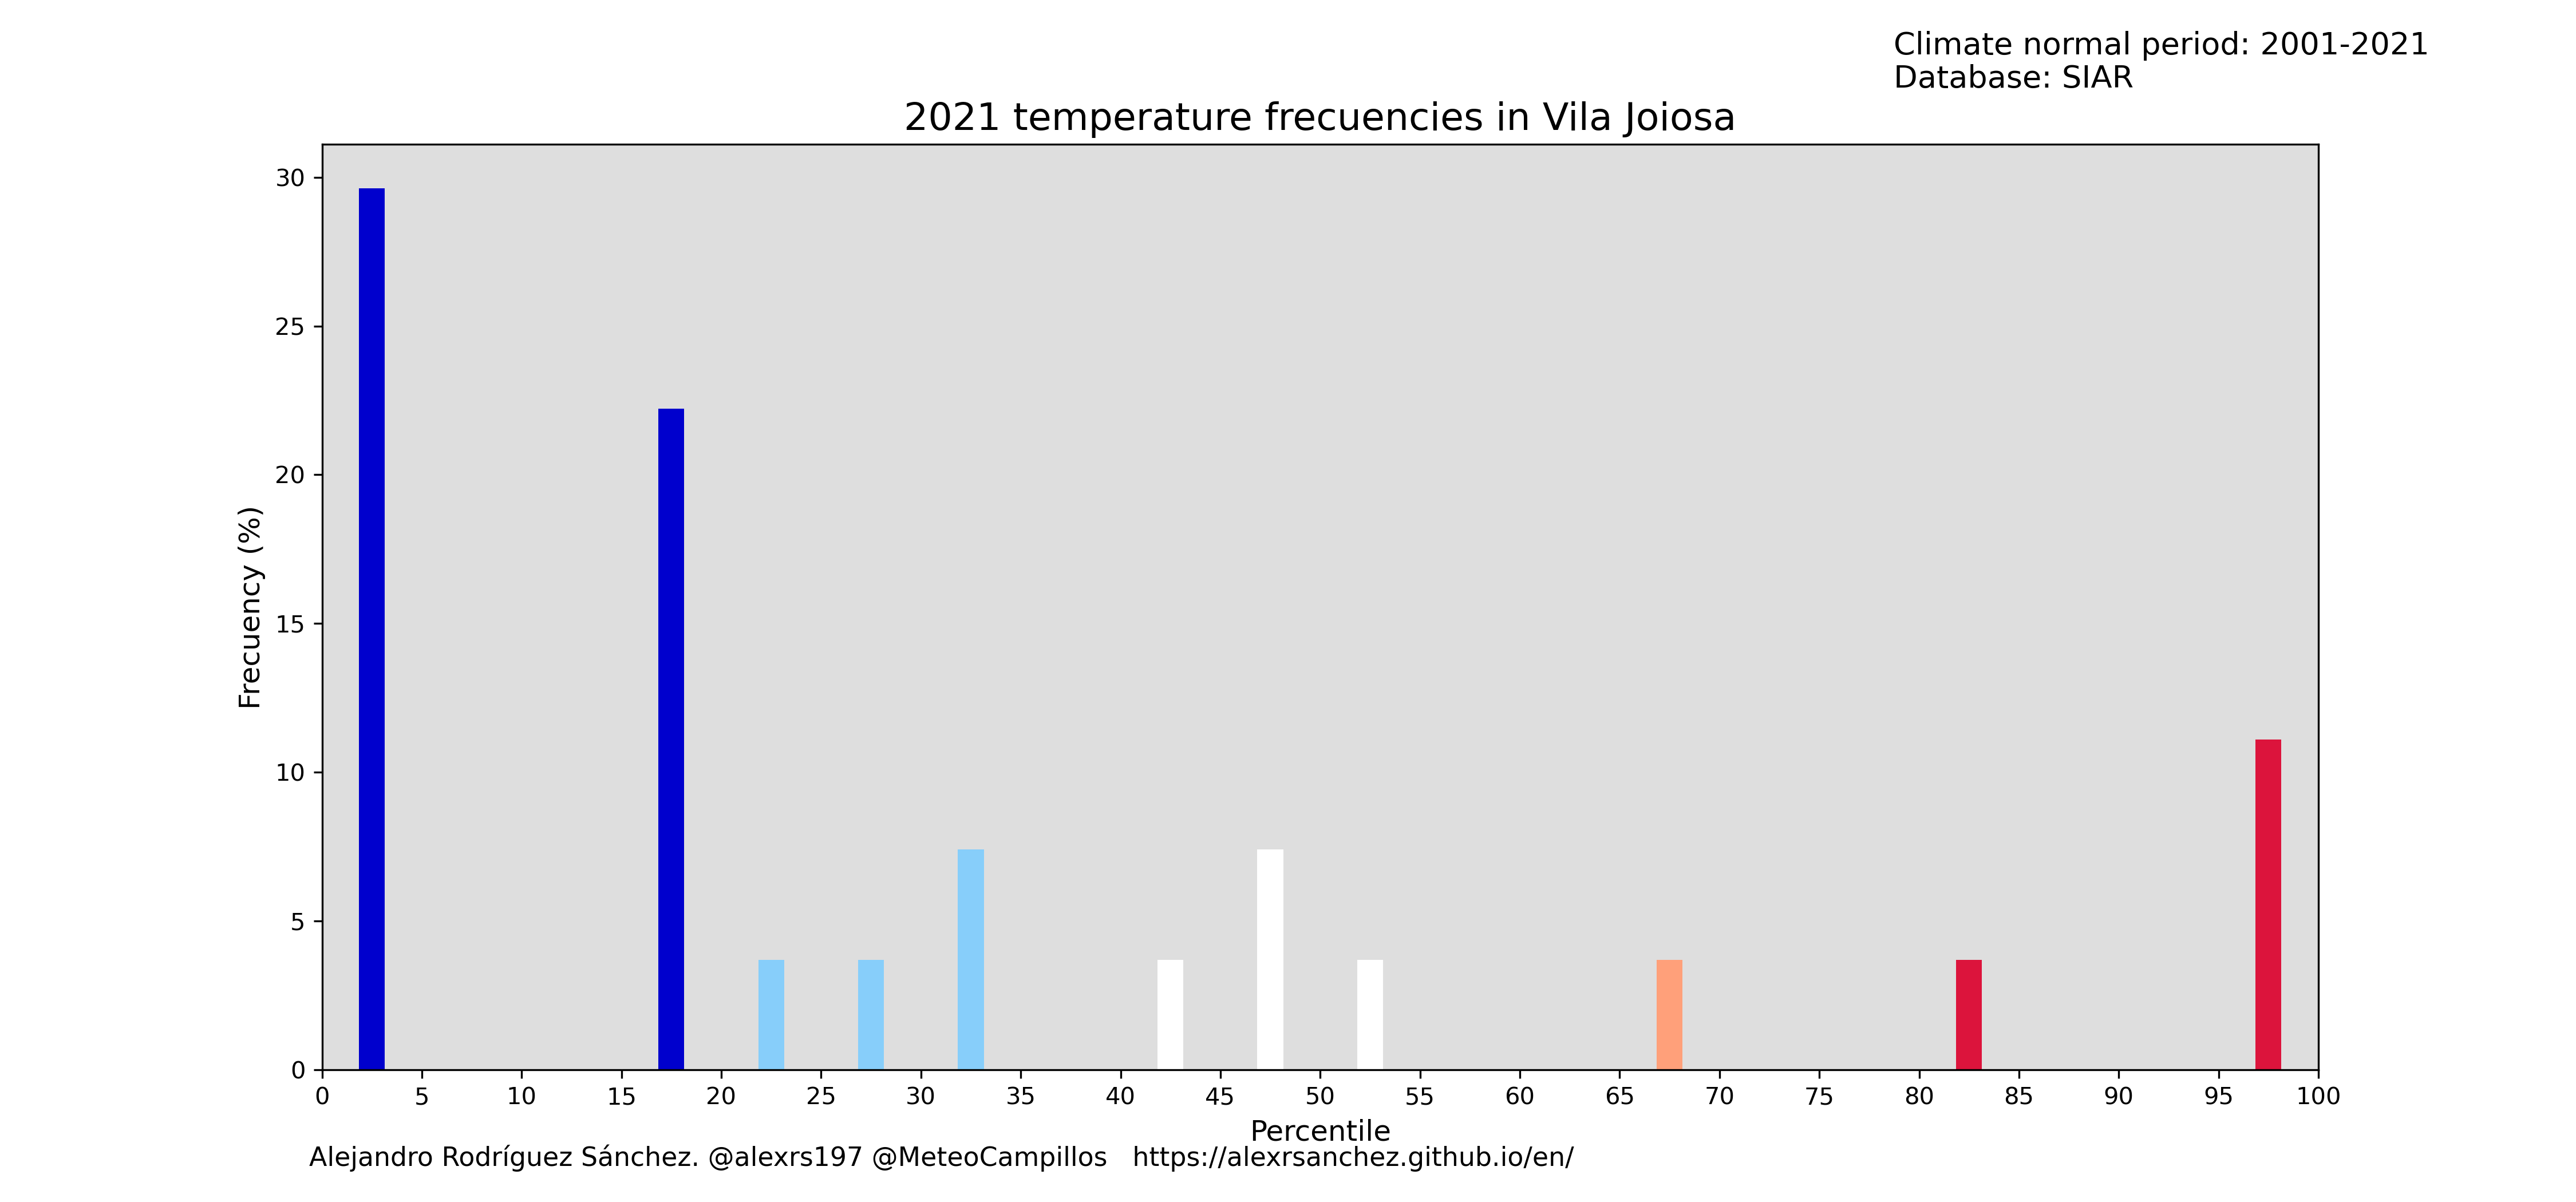 Climate normal period: 2001-2021
Database: SIAR
2021 temperature frecuencies in Vila Joiosa
Frecuency (%)
30
25
20
15
10
5
0
0 5 10 15 20 25 30 35 40 45 50 55 60 65 70 75 80 85 90 95 100
Percentile
Alejandro Rodríguez Sánchez. @alexrs197 @MeteoCampillos https://alexrsanchez.github.io/en/